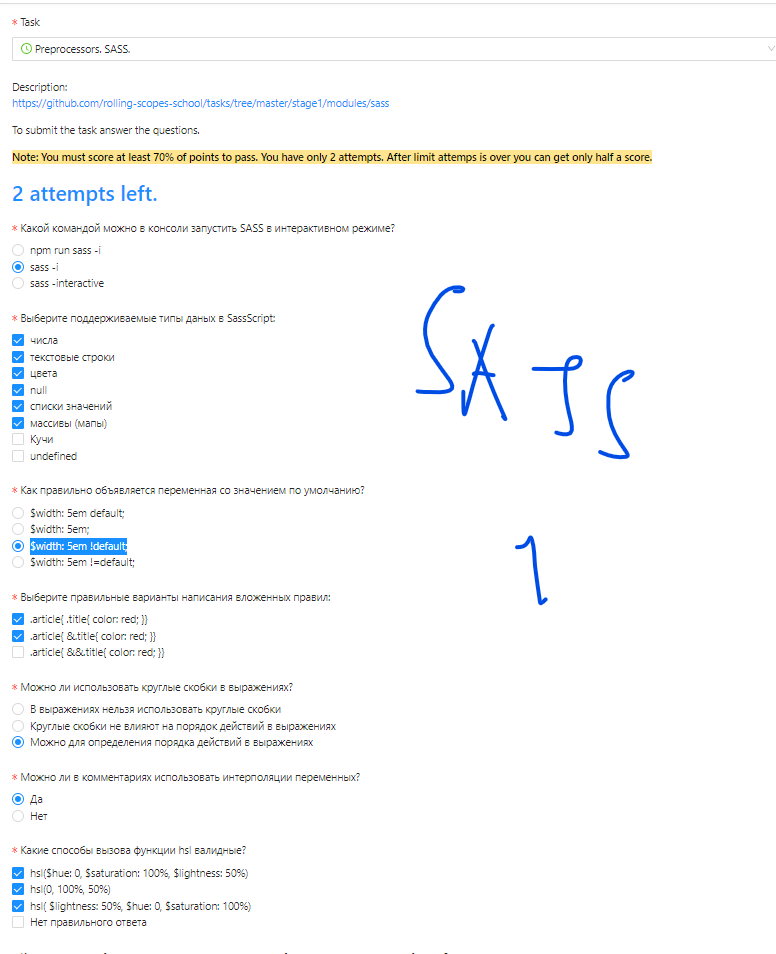 * Task
Preprocessors. SASS.
Description:
https://github.com/rolling-scopes-school/tasks/tree/master/stage1/modules/sass
To submit the task answer the questions.
Note: You must score at least 70% of points to pass. You have only 2 attempts. After limit attemps is over you can get only half a score.
2 attempts left.
* Какой командой можно в консоли запустить SASS в интерактивном режиме?
npm run sass -i
sass -i
sass -interactive
* Выберите поддерживаемые типы даных в SassScript:
числа
текстовые строки
цвета
null
списки значений
массивы (мапы)
Кучи
undefined
* Как правильно объявляется переменная со значением по умолчанию?
$width: 5em default;
$width: 5em;
$width: 5em !default;
$width: 5em !=default;
* Выберите правильные варианты написания вложенных правил:
.article{ .title{ color: red; }}
.article{ &.title{ color: red; }}
.article{ &&.title{ color: red; }}
* Можно ли использовать круглые скобки в выражениях?
В выражениях нельзя использовать круглые скобки
Круглые скобки не влияют на порядок действий в выражениях
Можно для определения порядка действий в выражениях
* Можно ли в комментариях использовать интерполяции переменных?
Да
Нет
* Какие способы вызова функции hsl валидные?
hsl($hue: 0, $saturation: 100%, $lightness: 50%)
hsl(0, 100%, 50%)
hsl( $lightness: 50%, $hue: 0, $saturation: 100%)
Нет правильного ответа
SASS
1